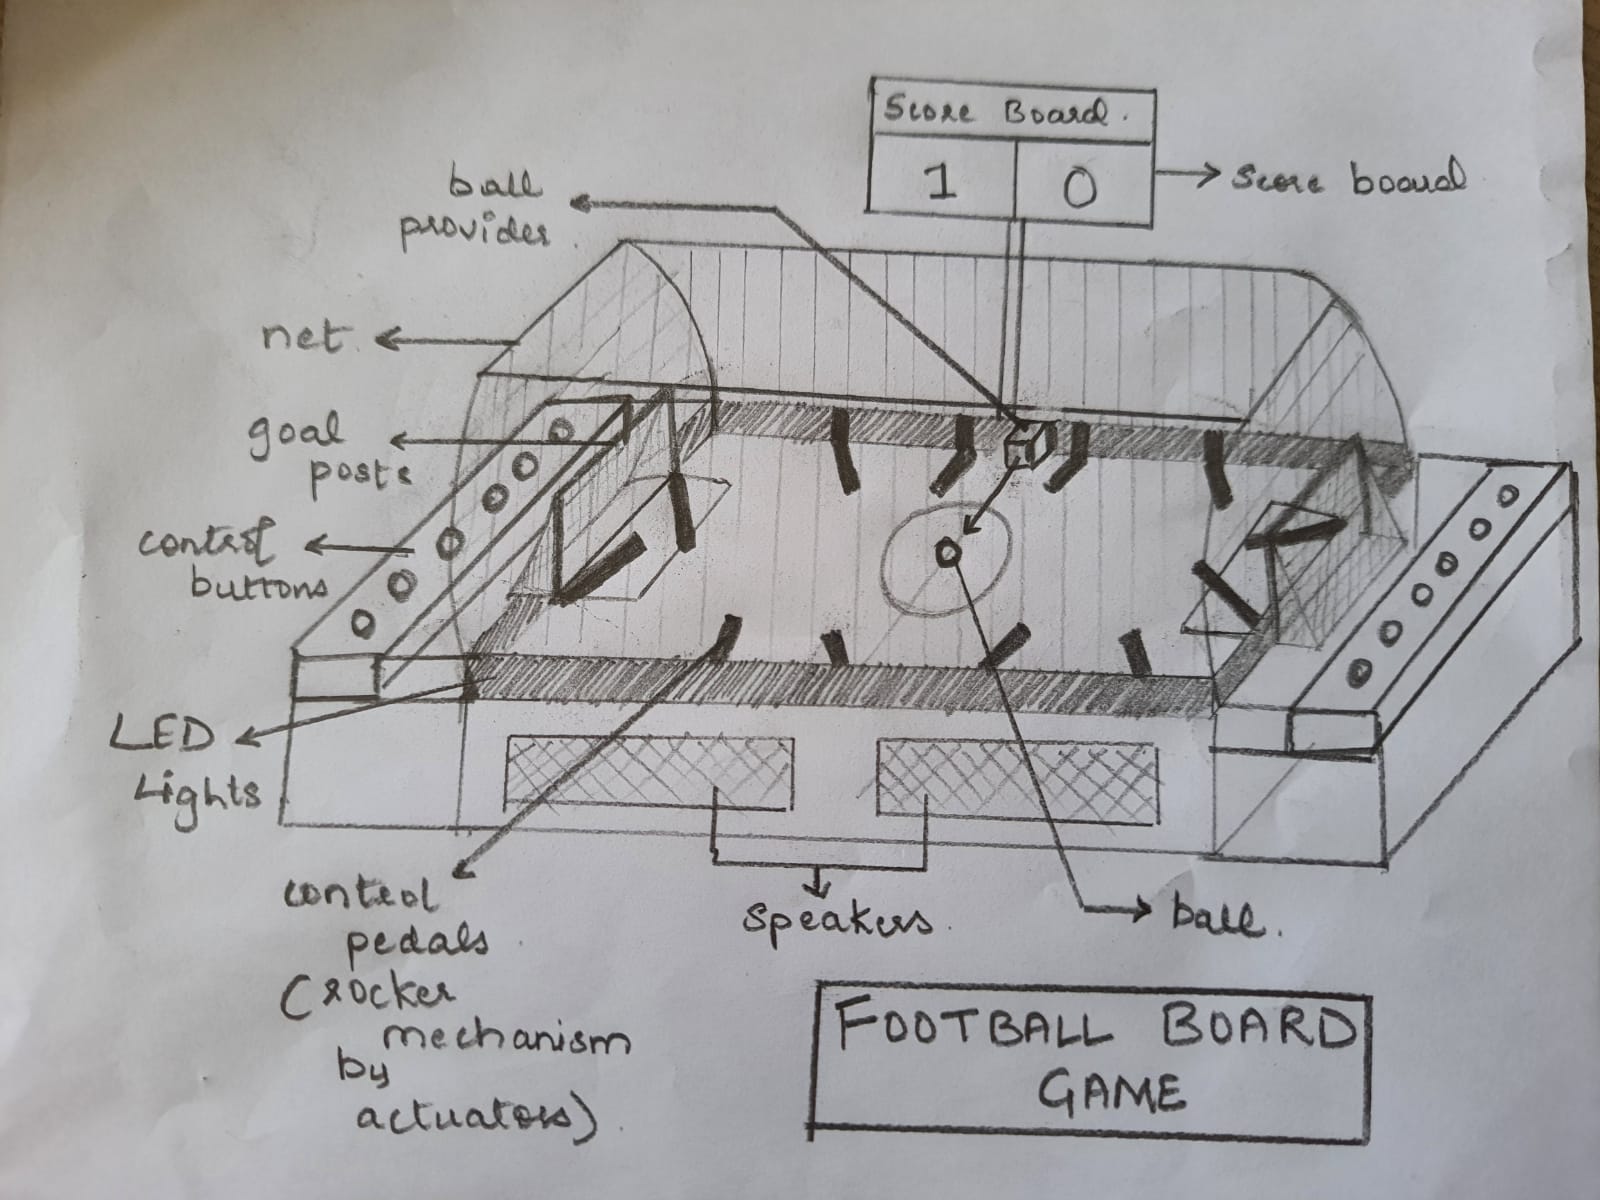 Score Board.
1 0
score board
ball
provider.
net.
goal
posts
control
buttons
LED
Lights
control
pedals.
(rocker
mechanism
by
actuators).
speakers.
ball.
FOOTBALL BOARD
GAME